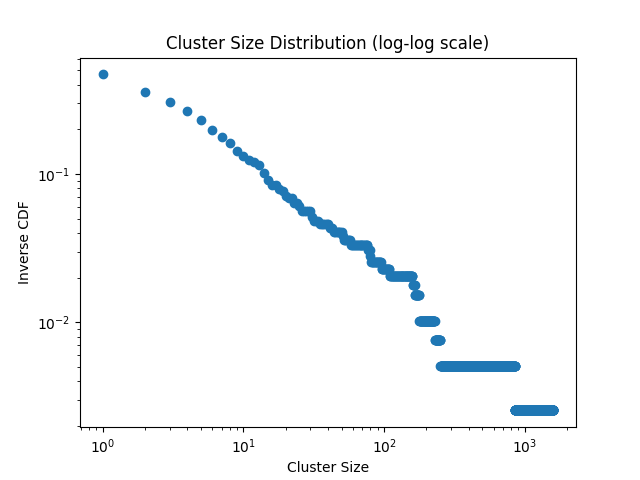 Cluster Size Distribution (log-log scale)
Inverse CDF
10⁻¹
10⁻²
10⁰ 10¹ 10² 10³
Cluster Size